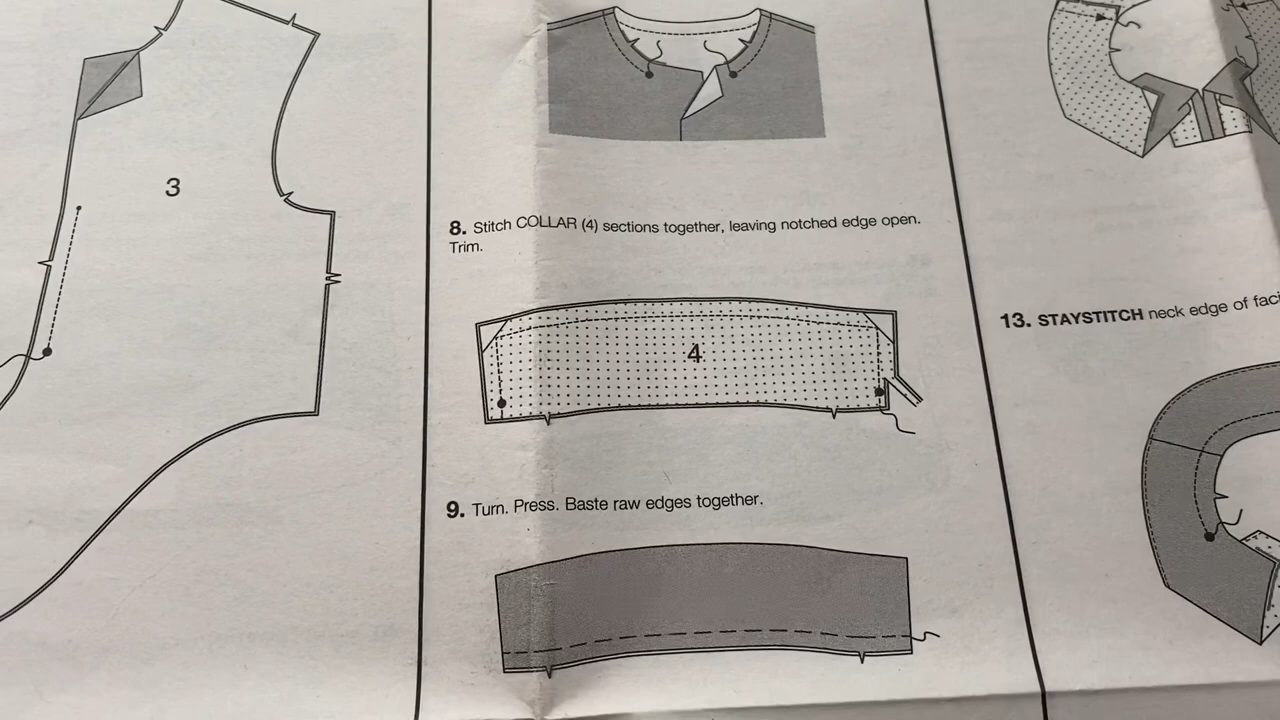 3
8. Stitch COLLAR (4) sections together, leaving notched edge open.
Trim.
4
9. Turn. Press. Baste raw edges together.
13. STAYSTITCH neck edge of